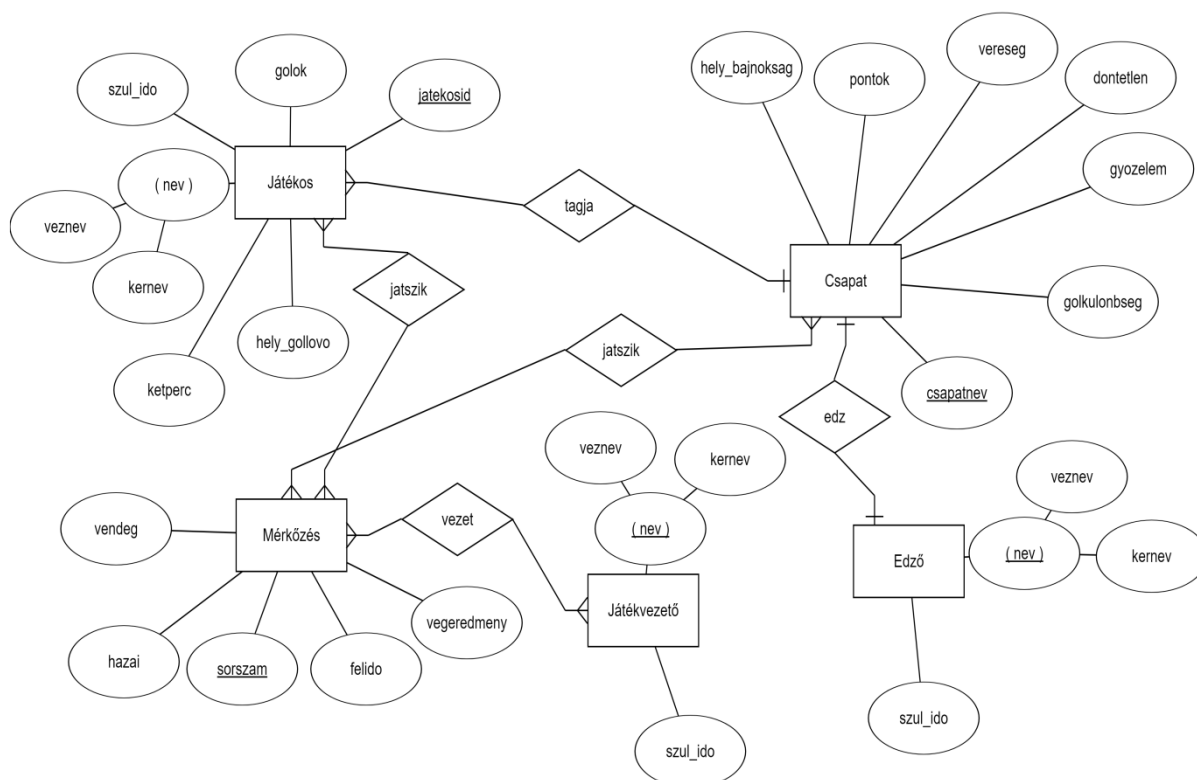 vereseg
hely_bajnoksag
golok
pontok
dontetlen
szul_ido
jatekosid
gyozelem
( nev )
Játékos
tagja
veznev
Csapat
kernev
jatszik
golkulonbseg
hely_gollovo
jatszik
ketperc
csapatnev
edz
veznev
kernev
veznev
vendeg
vezet
( nev )
Mérkőzés
( nev )
kernev
Edző
Játékvezető
vegeredmeny
hazai
sorszam
felido
szul_ido
szul_ido